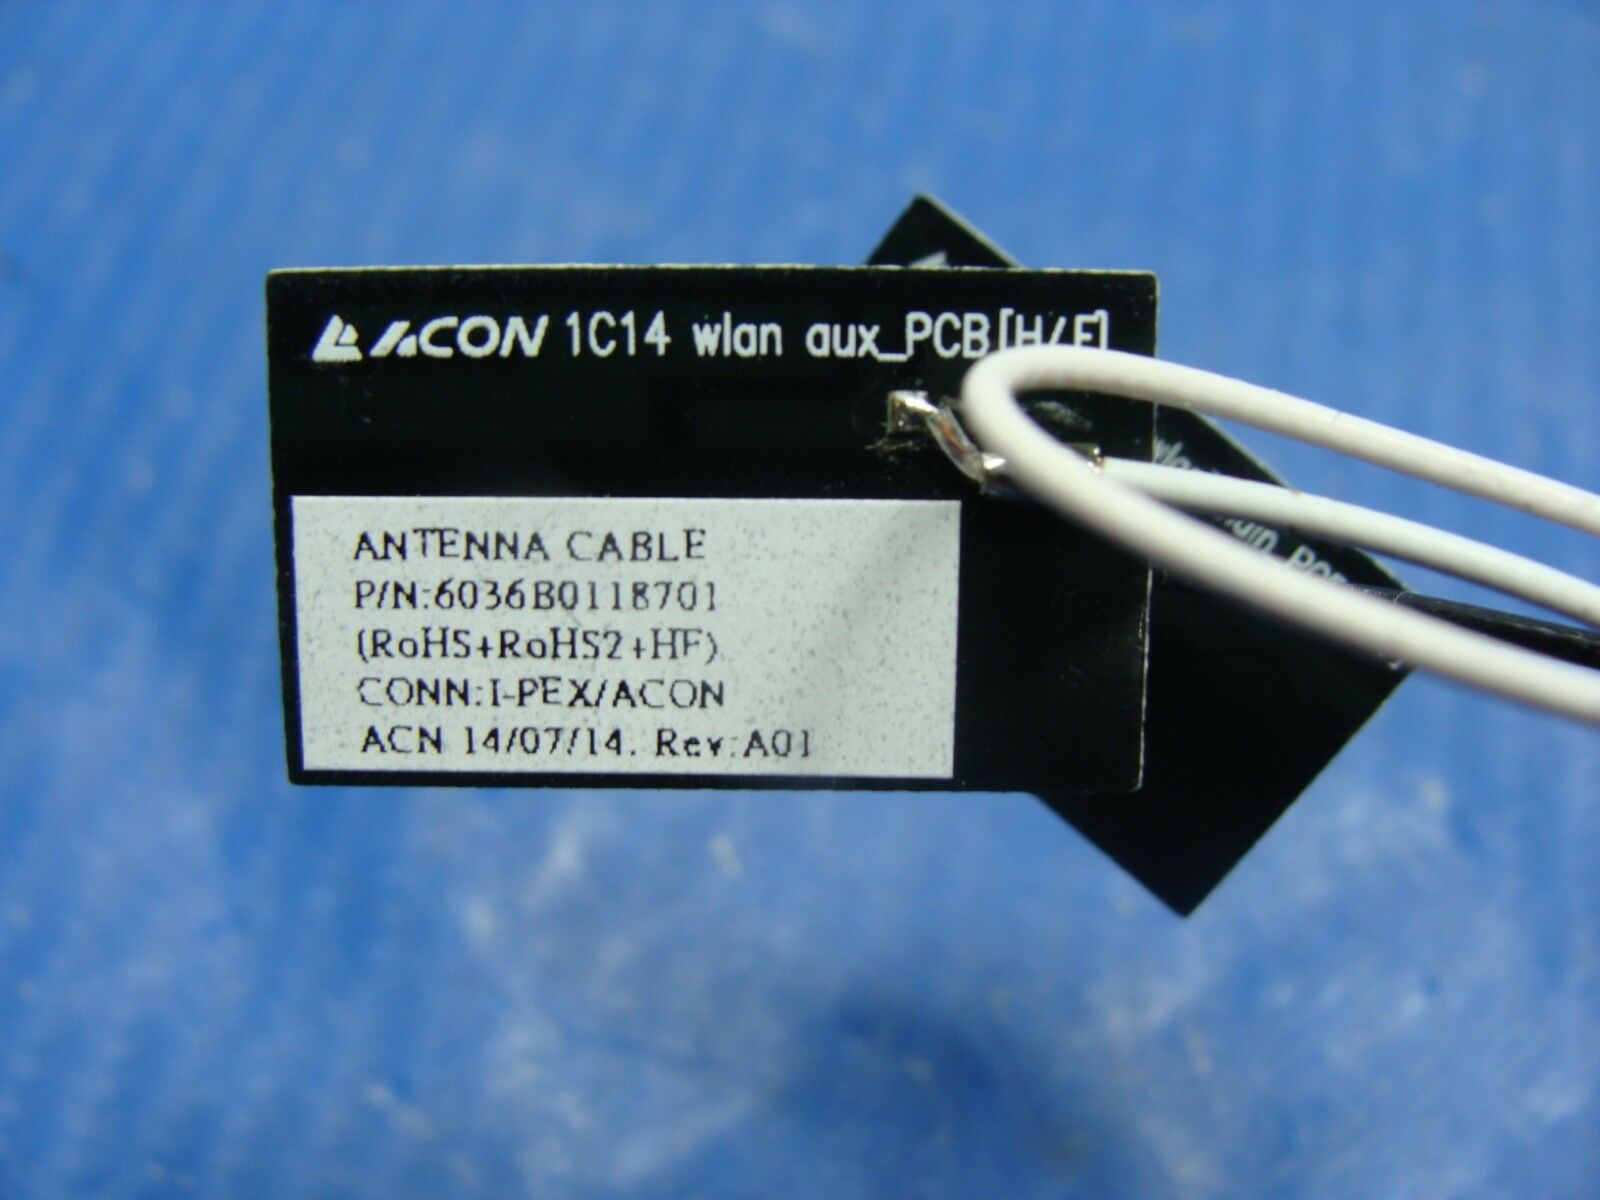 ACON 1C14 wlan aux_PCB[H/F]
ANTENNA CABLE
P/N:6036B0118701
(RoHS+RoHS2+HF)
CONN:I-PEX/ACON
ACN 14/07/14. Rev:A01